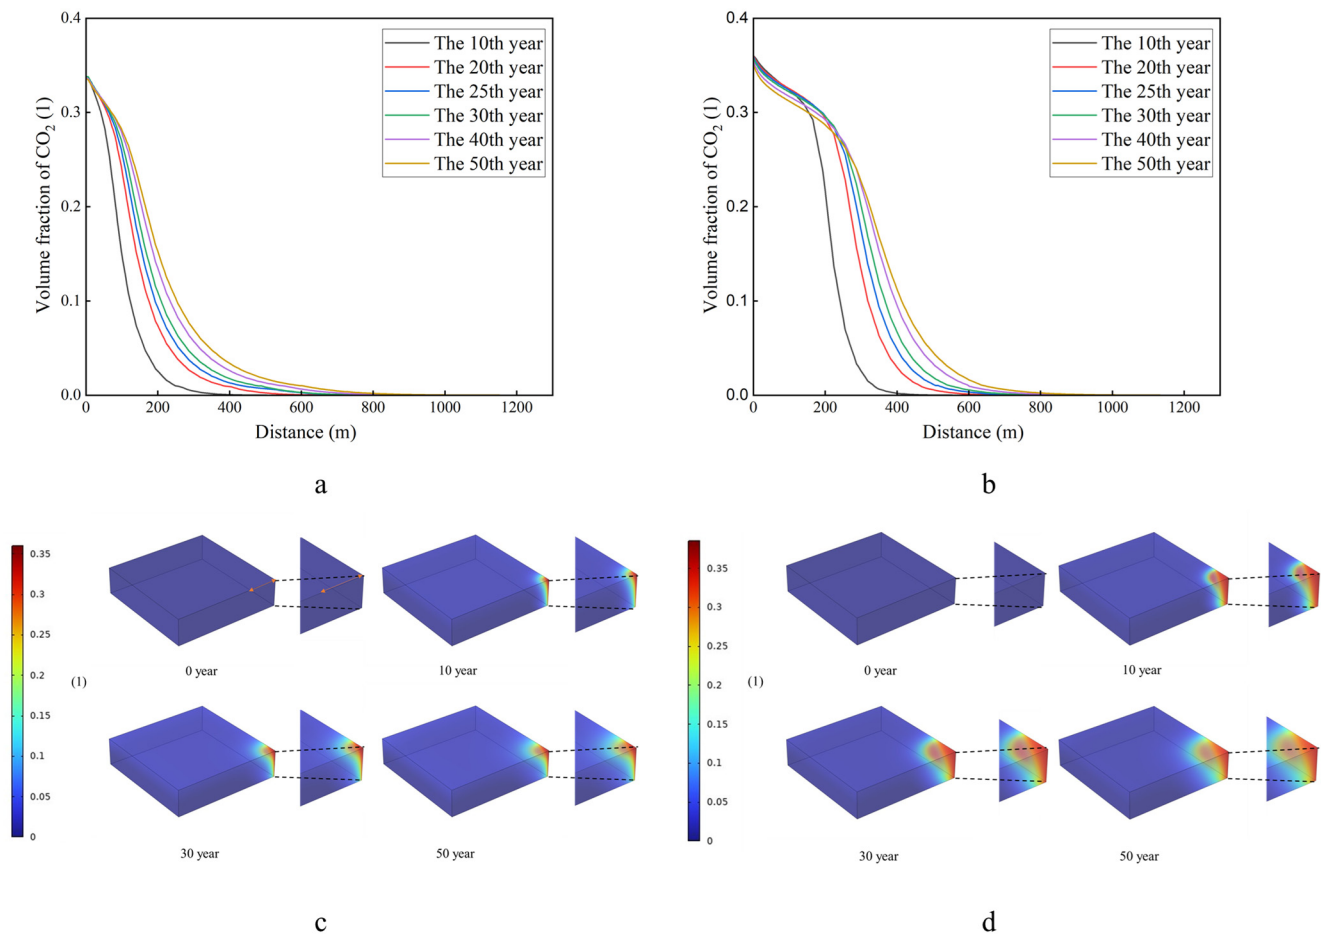 0.4
0.3
0.2
0.1
0.0
0
200
400
600
800
1000
1200
Volume fraction of CO₂ (1)
Distance (m)
The 10th year
The 20th year
The 25th year
The 30th year
The 40th year
The 50th year
a
0.4
0.3
0.2
0.1
0.0
0
200
400
600
800
1000
1200
Volume fraction of CO₂ (1)
Distance (m)
The 10th year
The 20th year
The 25th year
The 30th year
The 40th year
The 50th year
b
0.35
0.3
0.25
0.2
0.15
0.1
0.05
0
(1)
0 year
10 year
30 year
50 year
c
0.35
0.3
0.25
0.2
0.15
0.1
0.05
0
(1)
0 year
10 year
30 year
50 year
d